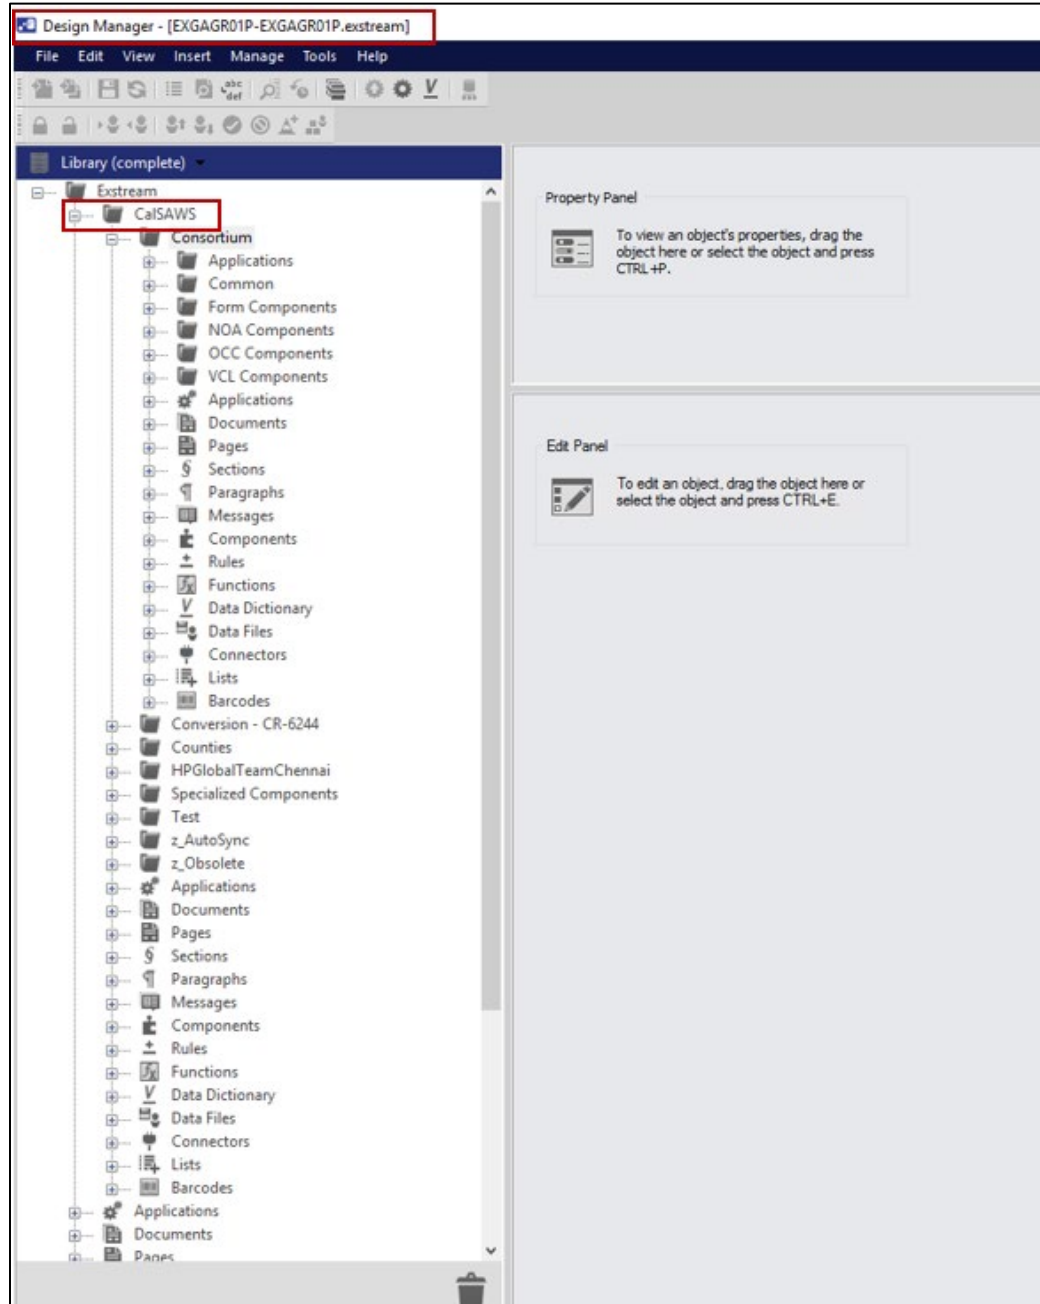 Design Manager - [EXGAGR01P-EXGAGR01P.exstream]
File Edit View Insert Manage Tools Help
Library (complete)
Exstream
CalSAWS
Consortium
Applications
Common
Form Components
NOA Components
OCC Components
VCL Components
Applications
Documents
Pages
Sections
Paragraphs
Messages
Components
Rules
Functions
Data Dictionary
Data Files
Connectors
Lists
Barcodes
Conversion - CR-6244
Counties
HPGlobalTeamChennai
Specialized Components
Test
z_AutoSync
z_Obsolete
Applications
Documents
Pages
Sections
Paragraphs
Messages
Components
Rules
Functions
Data Dictionary
Data Files
Connectors
Lists
Barcodes
Applications
Documents
Pages
Property Panel
To view an object's properties, drag the
object here or select the object and press
CTRL+P.
Edit Panel
To edit an object, drag the object here or
select the object and press CTRL+E.